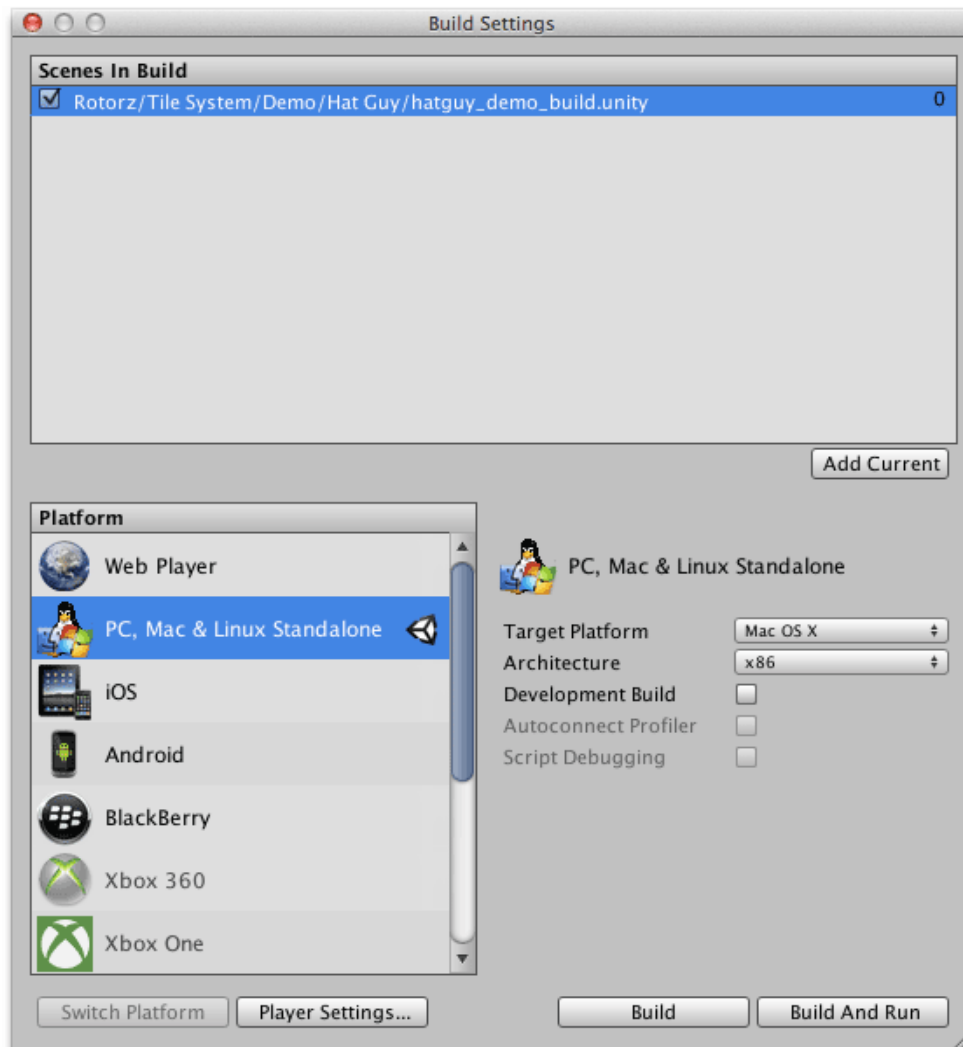 Build Settings
Scenes In Build
Rotorz/Tile System/Demo/Hat Guy/hatguy_demo_build.unity 0
Add Current
Platform
Web Player
PC, Mac & Linux Standalone
iOS
Android
BlackBerry
Xbox 360
Xbox One
PC, Mac & Linux Standalone
Target Platform Mac OS X
Architecture x86
Development Build
Autoconnect Profiler
Script Debugging
Switch Platform Player Settings... Build Build And Run